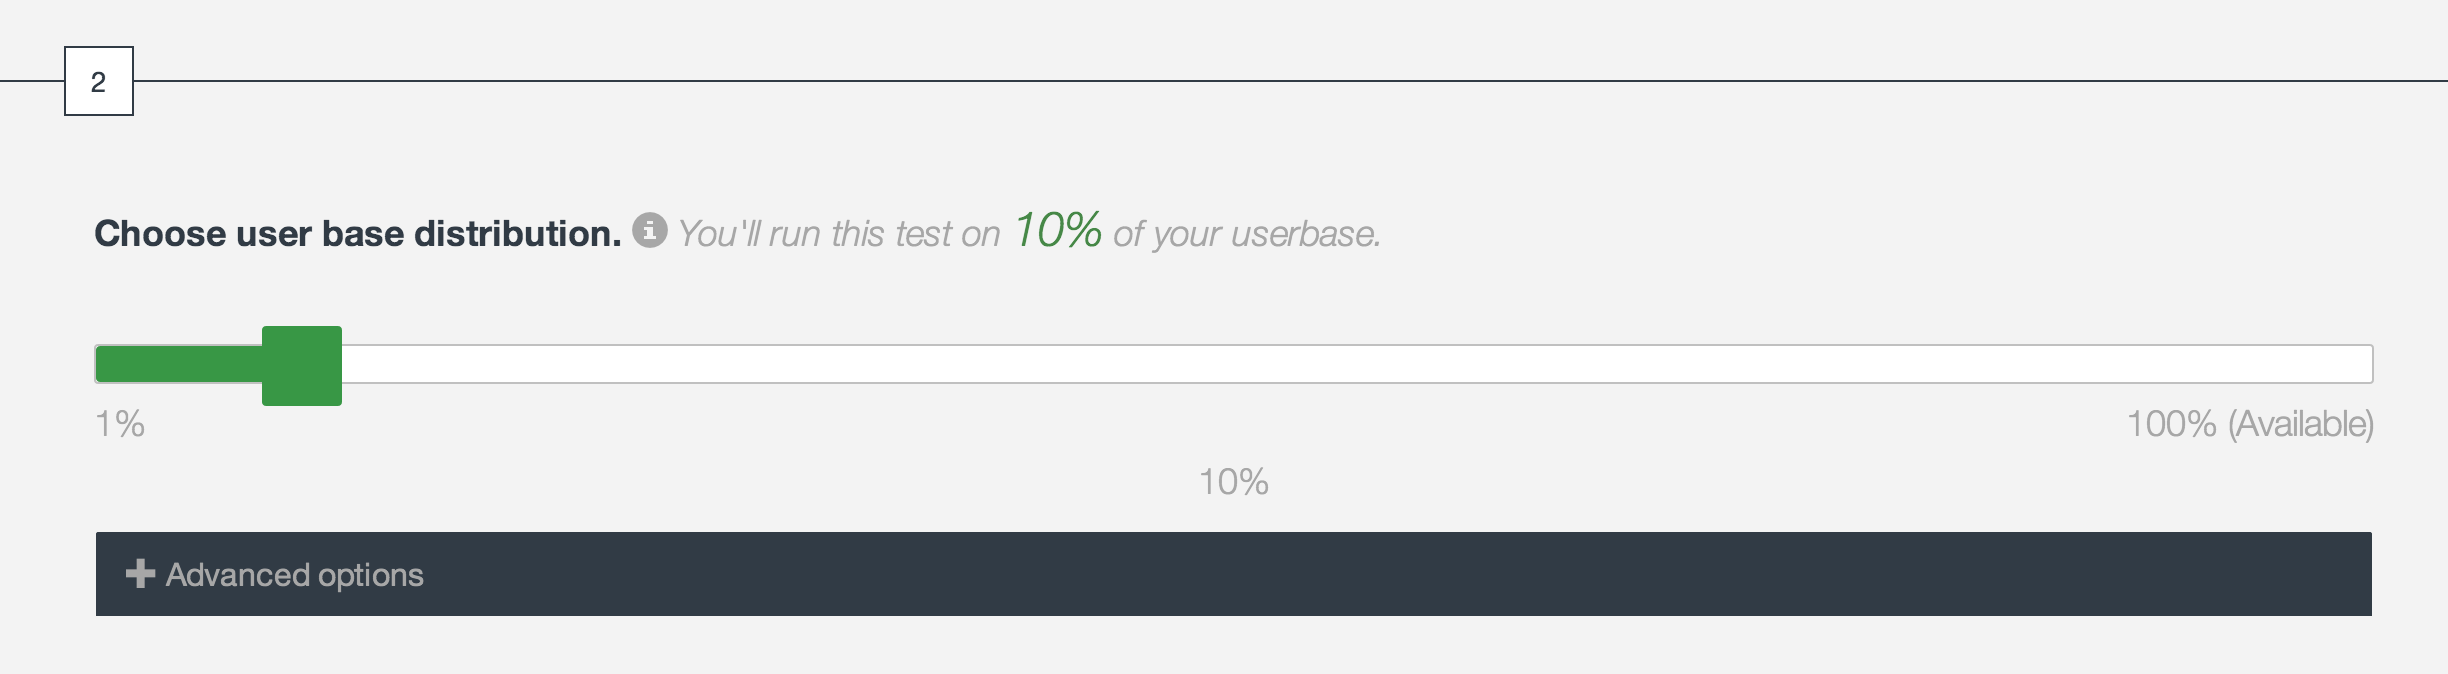 2
Choose user base distribution. You'll run this test on 10% of your userbase.
1% 100% (Available)
10%
Advanced options